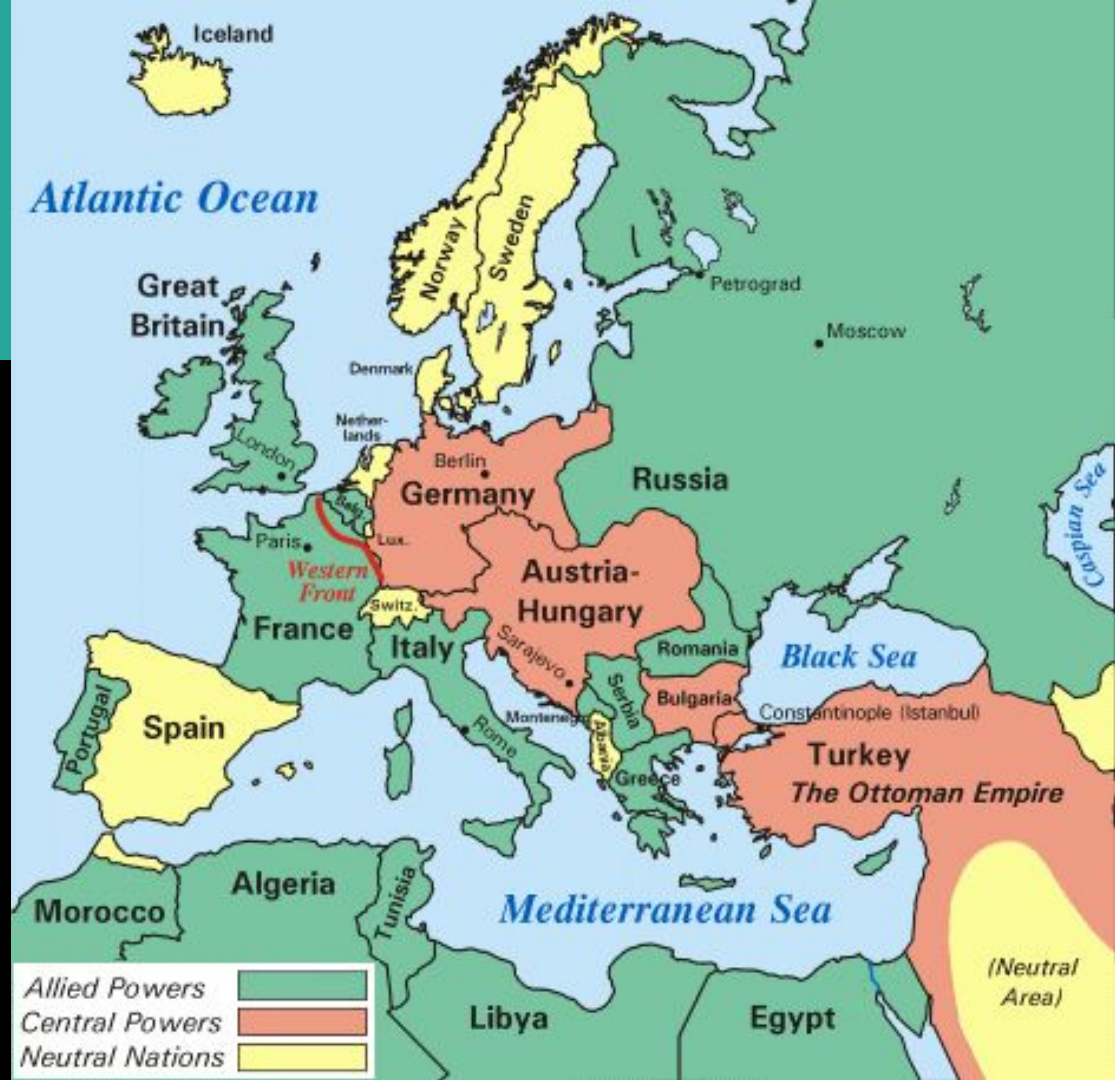 Iceland
Atlantic Ocean
Norway
Sweden
Great
Britain
Petrograd
Moscow
Denmark
Nether-
lands
London
Berlin
Germany
Russia
Caspian Sea
Belg.
Paris
Lux.
Western
Front
Austria-
Hungary
Switz.
France
Italy
Sarajevo
Romania
Black Sea
Serbia
Bulgaria
Portugal
Spain
Montenegr
Constantinople (Istanbul)
Rome
Albania
Turkey
Greece
The Ottoman Empire
Algeria
Tunisia
Morocco
Mediterranean Sea
(Neutral
Area)
Allied Powers
Central Powers
Neutral Nations
Libya
Egypt